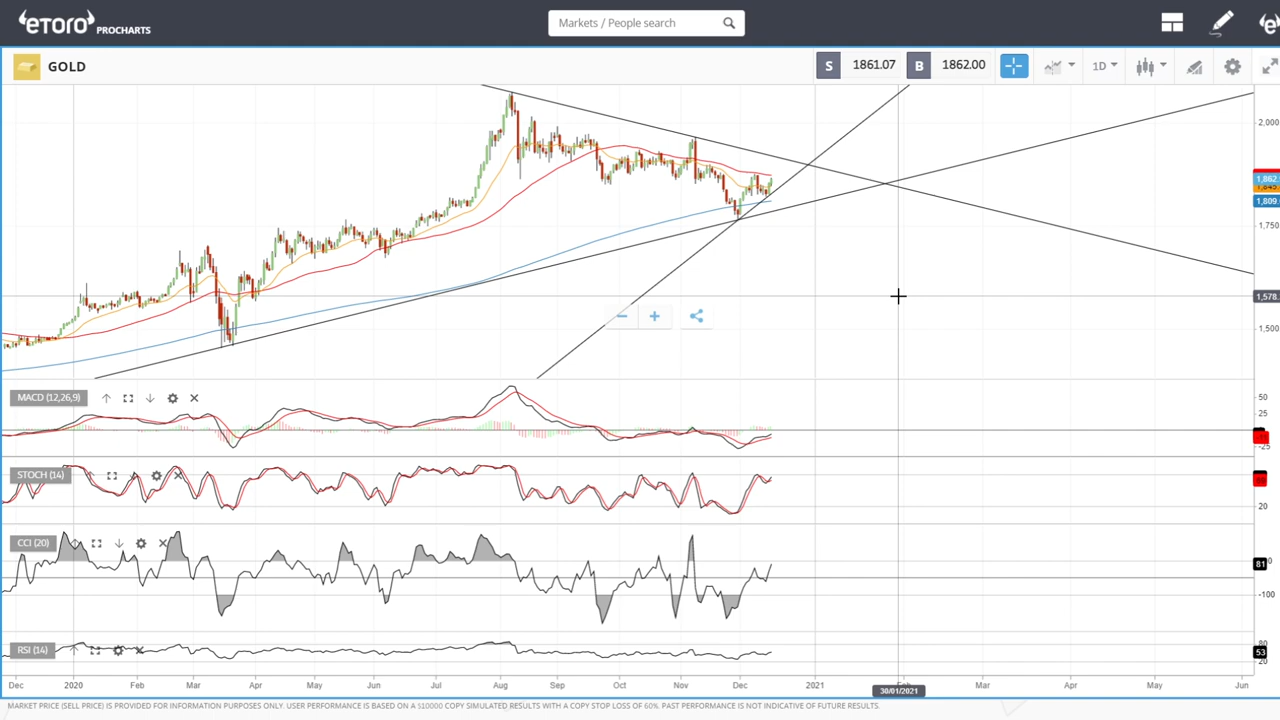 eToro PROCHARTS
Markets / People search
GOLD
S 1861.07 B 1862.00 1D
2,000
1,862.
1,809.
1,750
1,578.
1,500
MACD (12,26,9)
50
25
-25
STOCH (14)
20
CCI (20)
81
-100
RSI (14)
80
53
20
Dec 2020 Feb Mar Apr May Jun Jul Aug Sep Oct Nov Dec 2021 Mar Apr May Jun
30/01/2021
MARKET PRICE (SELL PRICE) IS PROVIDED FOR INFORMATION PURPOSES ONLY. USER PERFORMANCE IS BASED ON A $10000 COPY SIMULATED RESULTS WITH A COPY STOP LOSS OF 60%. PAST PERFORMANCE IS NOT INDICATIVE OF FUTURE RESULTS.